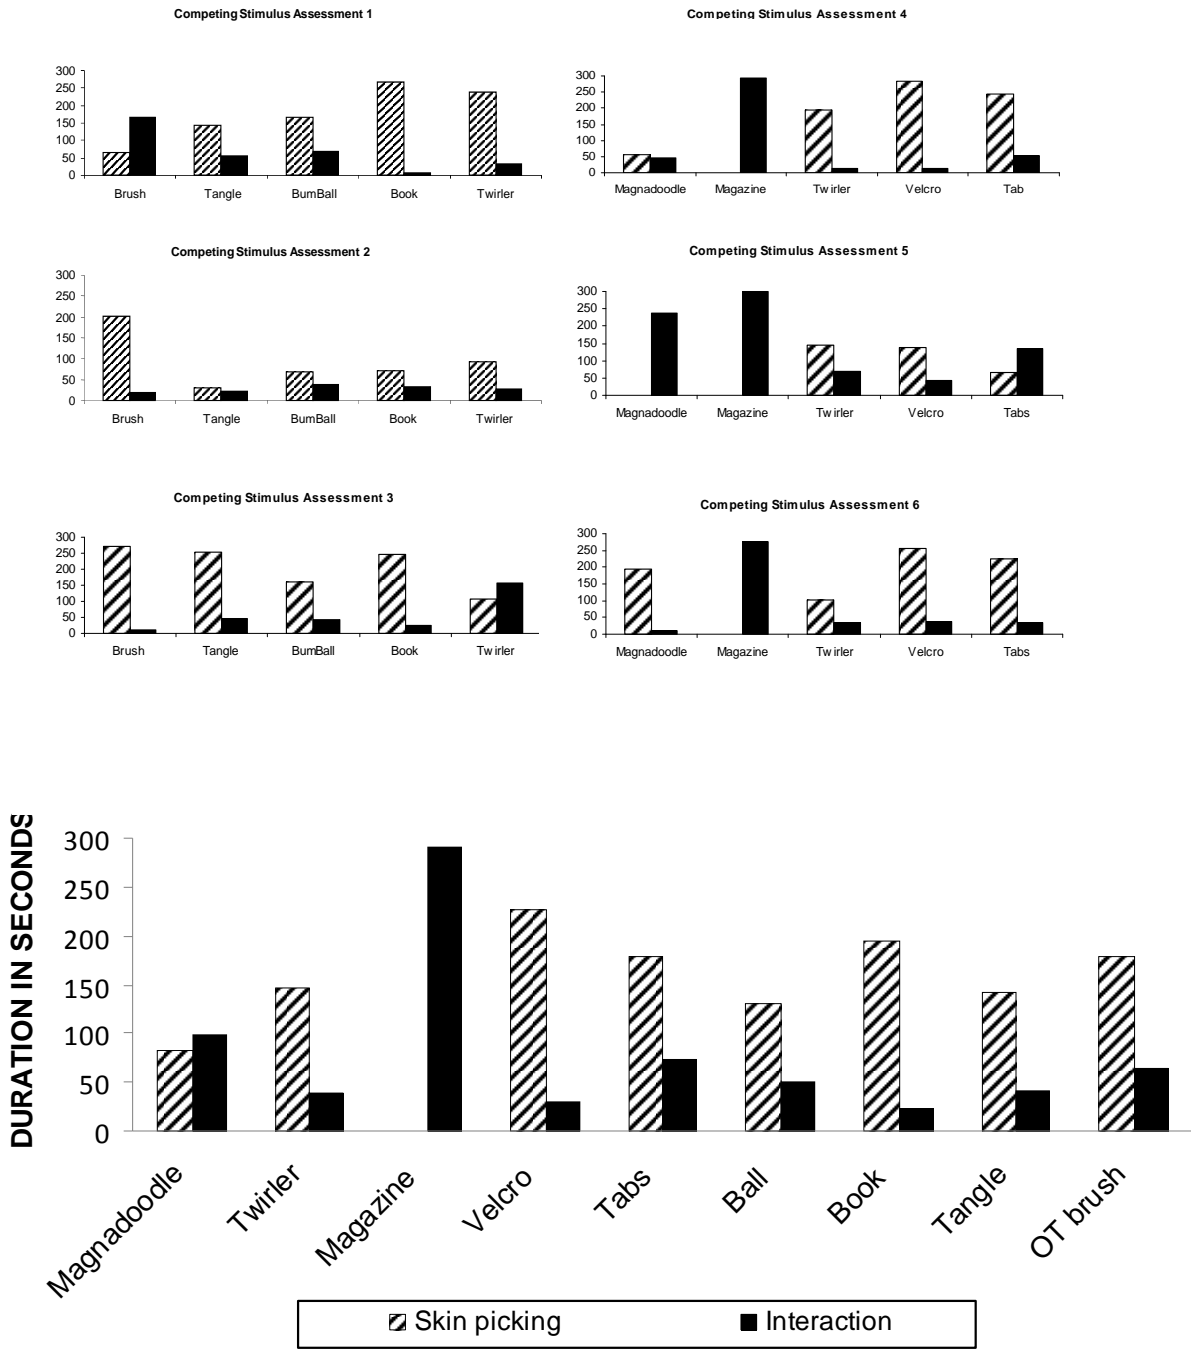 Competing Stimulus Assessment 1
300
250
200
150
100
50
0
Brush Tangle BumBall Book Twirler
Competing Stimulus Assessment 2
300
250
200
150
100
50
0
Brush Tangle BumBall Book Twirler
Competing Stimulus Assessment 3
300
250
200
150
100
50
0
Brush Tangle BumBall Book Twirler
Competing Stimulus Assessment 4
300
250
200
150
100
50
0
Magnadoodle Magazine Twirler Velcro Tab
Competing Stimulus Assessment 5
300
250
200
150
100
50
0
Magnadoodle Magazine Twirler Velcro Tabs
Competing Stimulus Assessment 6
300
250
200
150
100
50
0
Magnadoodle Magazine Twirler Velcro Tabs
DURATION IN SECONDS
300
250
200
150
100
50
0
Magnadoodle
Twirler
Magazine
Velcro
Tabs
Ball
Book
Tangle
OT brush
Skin picking Interaction